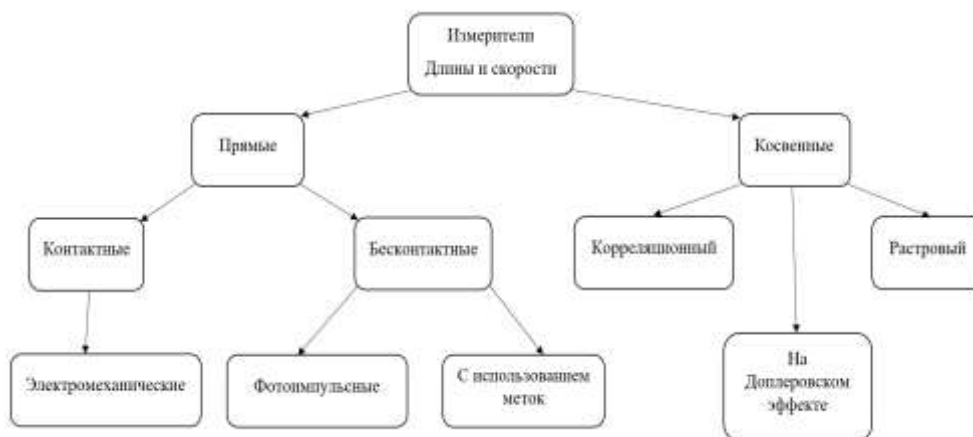 Измерители
Длины и скорости
Прямые
Косвенные
Контактные
Бесконтактные
Корреляционный
Растровый
Электромеханические
Фотоимпульсные
С использованием
меток
На
Доплеровском
эффекте